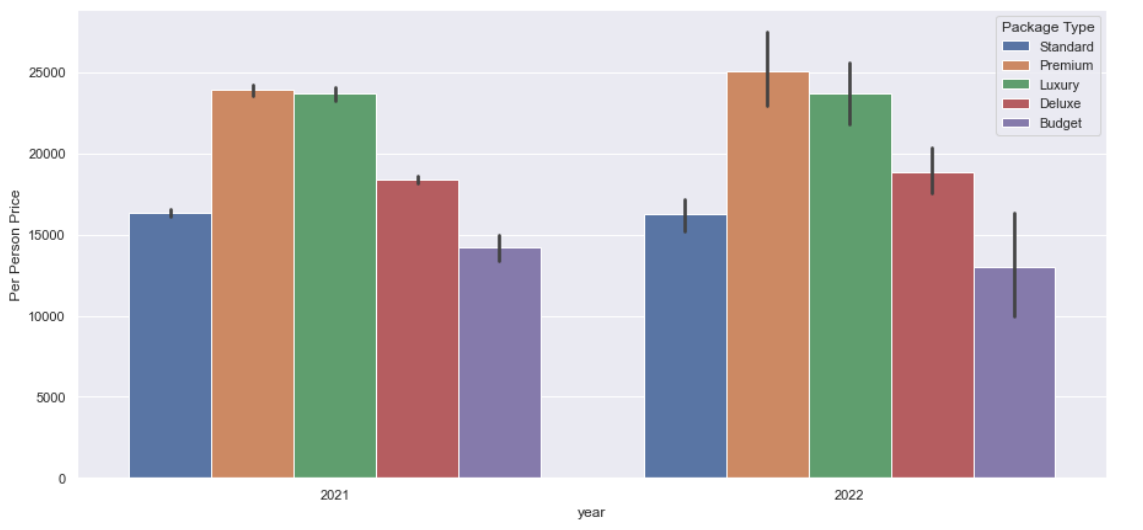 Package Type
Standard
Premium
Luxury
Deluxe
Budget
Per Person Price
25000
20000
15000
10000
5000
0
2021
2022
year